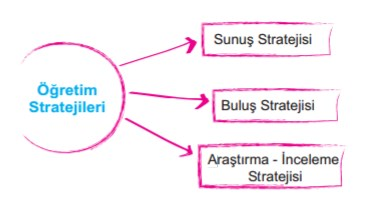 Öğretim
Stratejileri
Sunuş Stratejisi
Buluş Stratejisi
Araştırma - İnceleme
Stratejisi